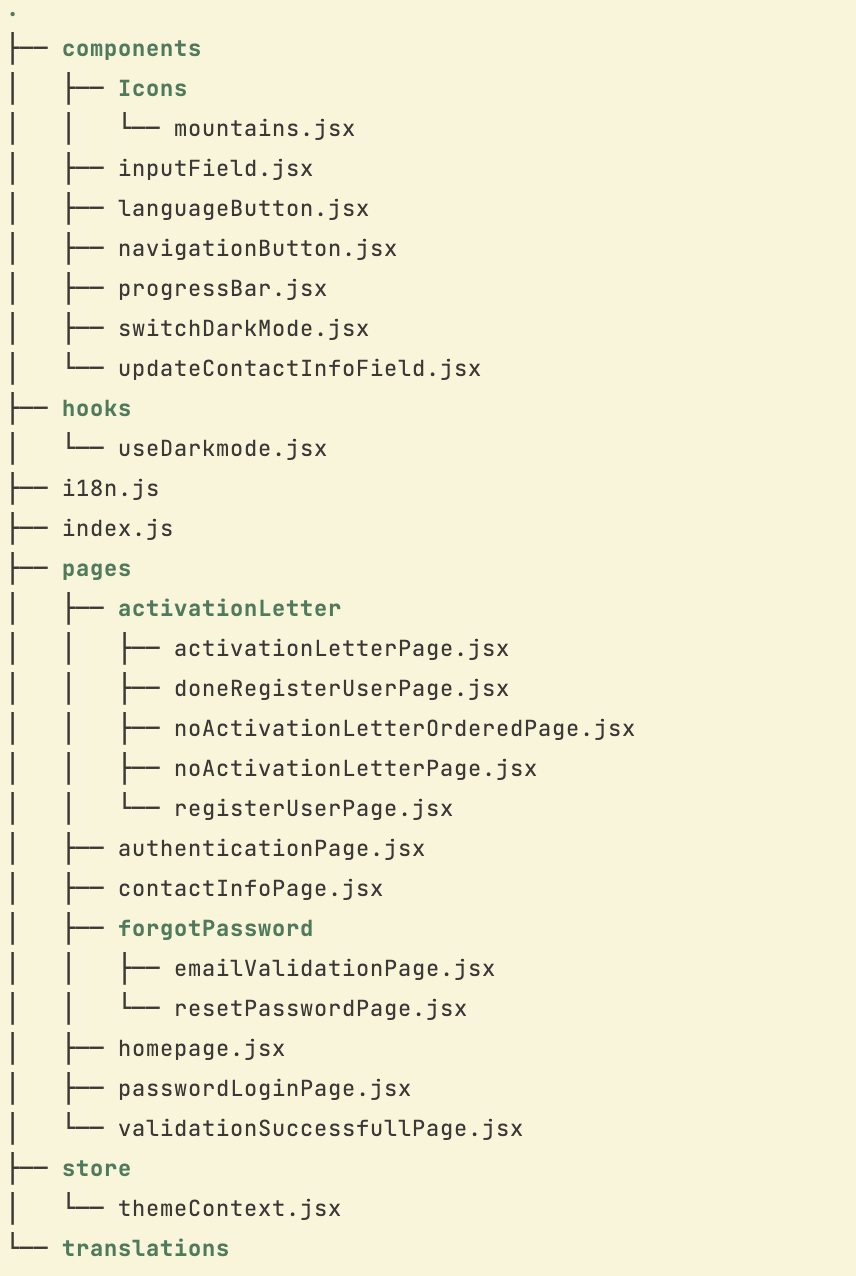 .
├── components
│   ├── Icons
│   │   └── mountains.jsx
│   ├── inputField.jsx
│   ├── languageButton.jsx
│   ├── navigationButton.jsx
│   ├── progressBar.jsx
│   ├── switchDarkMode.jsx
│   └── updateContactInfoField.jsx
├── hooks
│   └── useDarkmode.jsx
├── i18n.js
├── index.js
├── pages
│   ├── activationLetter
│   │   ├── activationLetterPage.jsx
│   │   ├── doneRegisterUserPage.jsx
│   │   ├── noActivationLetterOrderedPage.jsx
│   │   ├── noActivationLetterPage.jsx
│   │   └── registerUserPage.jsx
│   ├── authenticationPage.jsx
│   ├── contactInfoPage.jsx
│   ├── forgotPassword
│   │   ├── emailValidationPage.jsx
│   │   └── resetPasswordPage.jsx
│   ├── homepage.jsx
│   ├── passwordLoginPage.jsx
│   └── validationSuccessfullPage.jsx
├── store
│   └── themeContext.jsx
└── translations